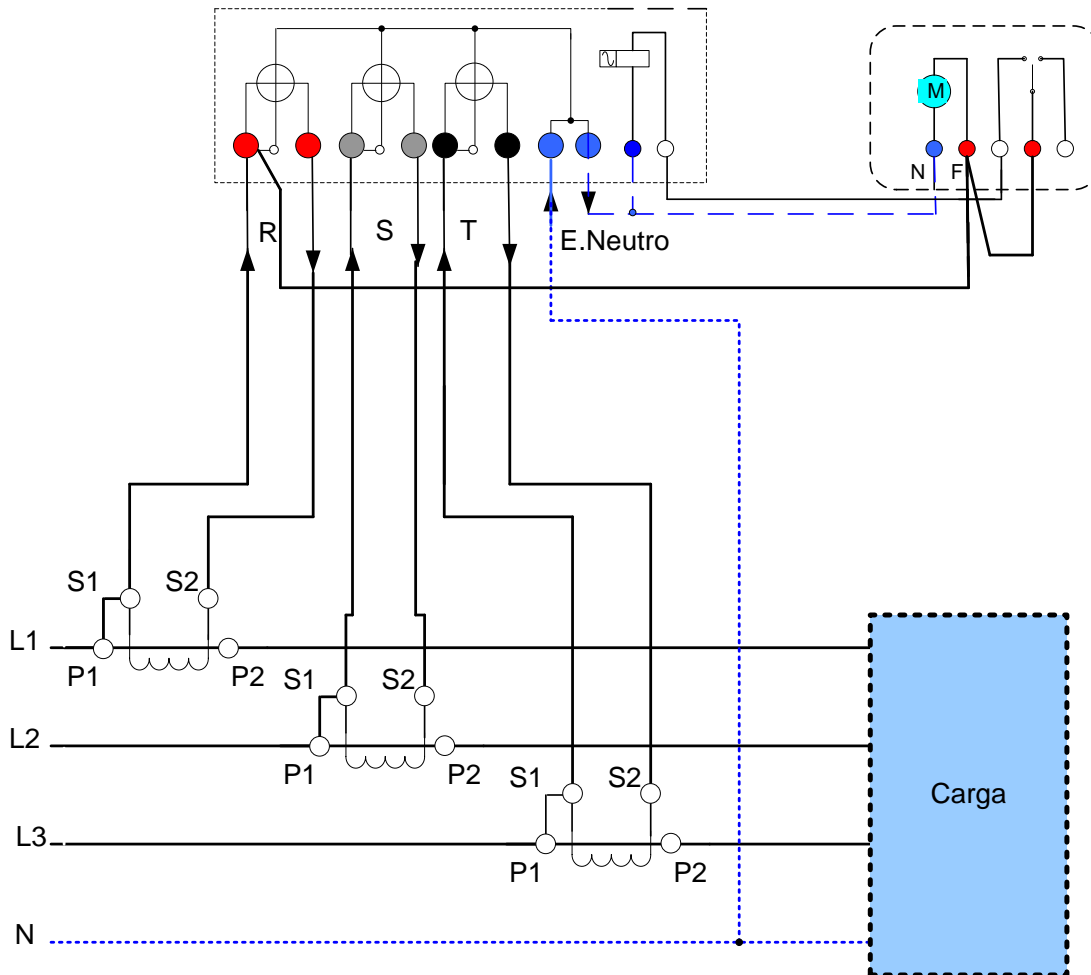 M
N F
R S T E.Neutro
S1 S2
L1
P1 P2
S1 S2
L2
P1 P2
S1 S2
Carga
L3
P1 P2
N